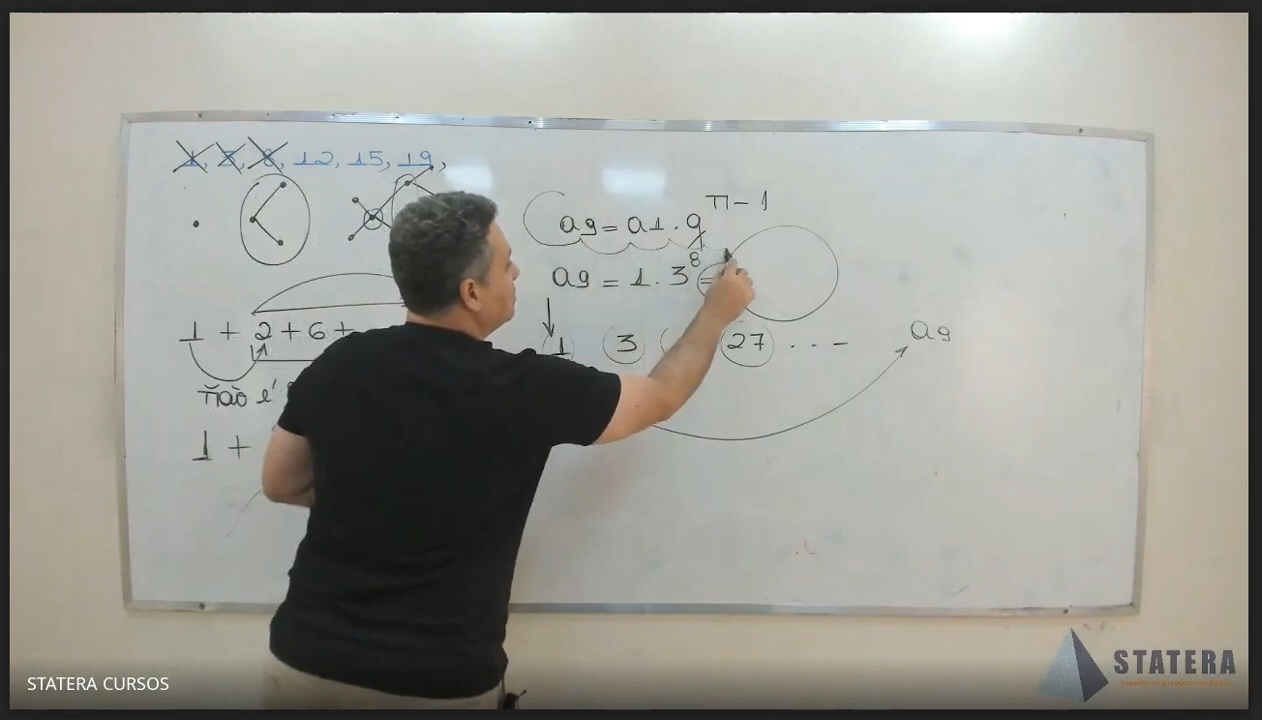 1, 3, 8, 12, 15, 19,
a9 = a1 . q n - 1
a9 = 1 . 3 8 =
1 + 2 + 6 +
1 3 27 . . . - a9
não é
1 +
STATERA
STATERA CURSOS